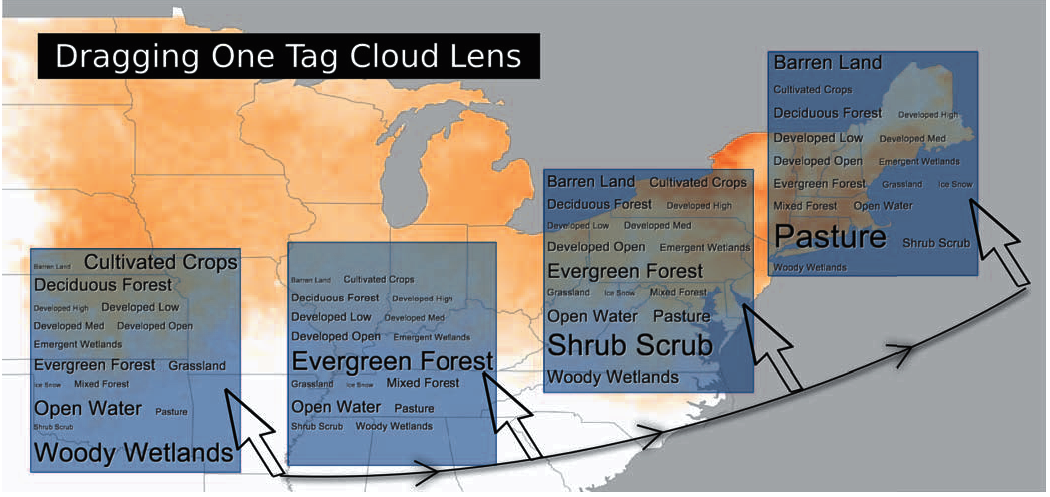 Dragging One Tag Cloud Lens
Barren Land Cultivated Crops
Deciduous Forest
Developed High Developed Low
Developed Med Developed Open
Emergent Wetlands
Evergreen Forest Grassland
Ice Snow Mixed Forest
Open Water Pasture
Shrub Scrub
Woody Wetlands
Barren Land Cultivated Crops
Deciduous Forest Developed High
Developed Low Developed Med
Developed Open Emergent Wetlands
Evergreen Forest
Grassland Ice Snow Mixed Forest
Open Water Pasture
Shrub Scrub Woody Wetlands
Barren Land Cultivated Crops
Deciduous Forest Developed High
Developed Low Developed Med
Developed Open Emergent Wetlands
Evergreen Forest
Grassland Ice Snow Mixed Forest
Open Water Pasture
Shrub Scrub
Woody Wetlands
Barren Land
Cultivated Crops
Deciduous Forest Developed High
Developed Low Developed Med
Developed Open Emergent Wetlands
Evergreen Forest Grassland Ice Snow
Mixed Forest Open Water
Pasture Shrub Scrub
Woody Wetlands